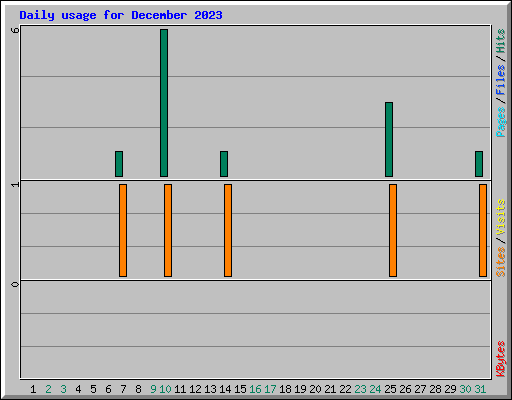 Daily usage for December 2023
6
1
0
Pages / Files / Hits
Sites / Visits
KBytes
1 2 3 4 5 6 7 8 9 10 11 12 13 14 15 16 17 18 19 20 21 22 23 24 25 26 27 28 29 30 31